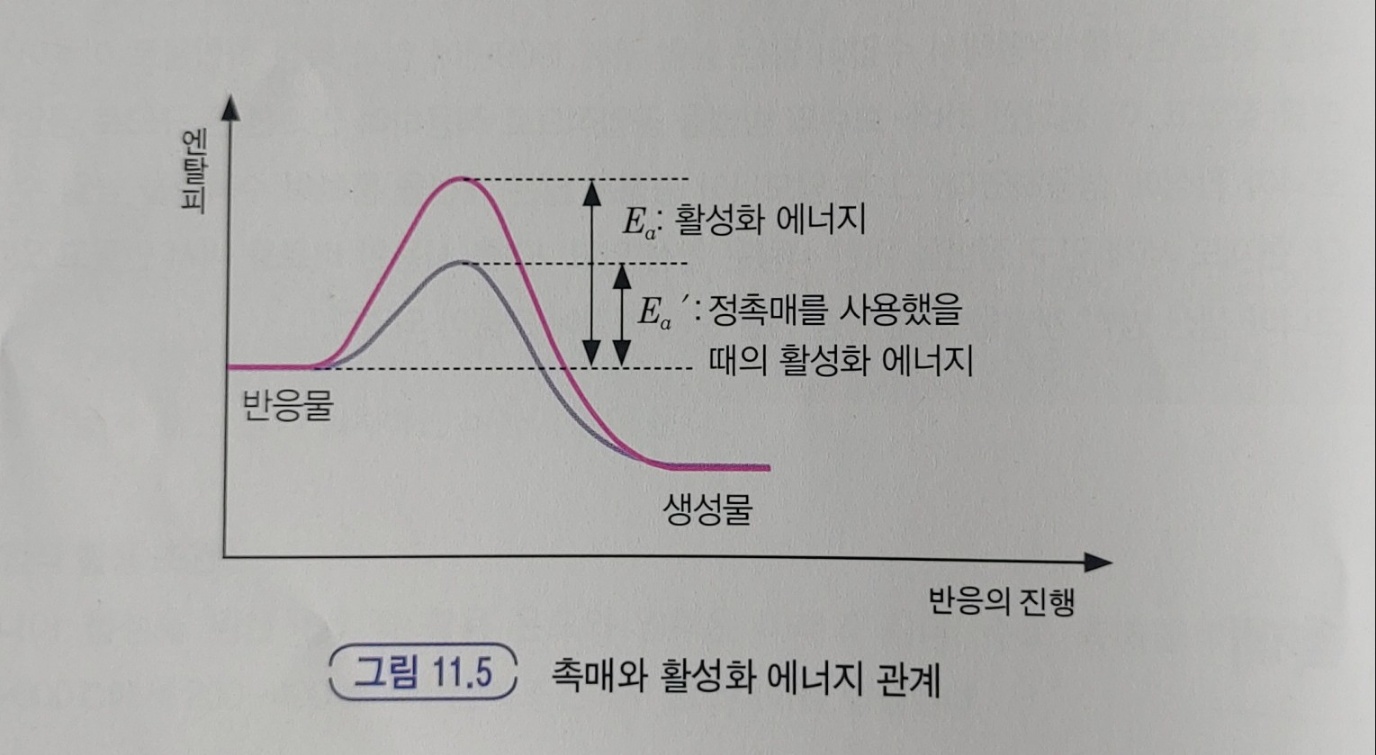 엔탈피
Ea: 활성화 에너지
Ea′: 정촉매를 사용했을
때의 활성화 에너지
반응물
생성물
반응의 진행
그림 11.5 촉매와 활성화 에너지 관계